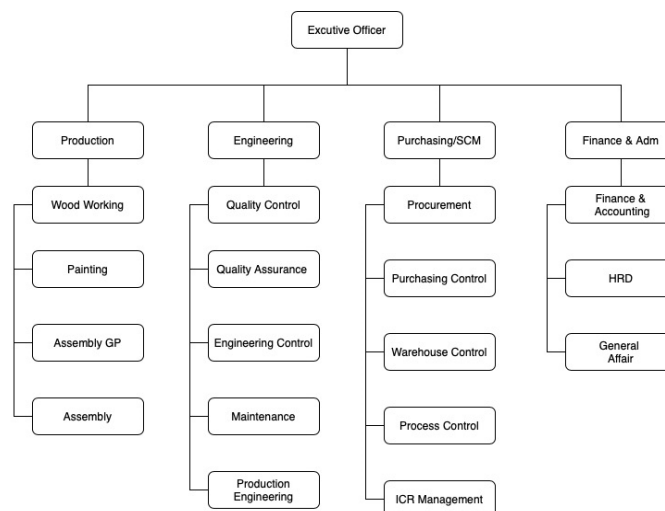 Excutive Officer
Production
Engineering
Purchasing/SCM
Finance & Adm
Wood Working
Quality Control
Procurement
Finance &
Accounting
Painting
Quality Assurance
Purchasing Control
HRD
Assembly GP
Engineering Control
Warehouse Control
General
Affair
Assembly
Maintenance
Process Control
Production
Engineering
ICR Management